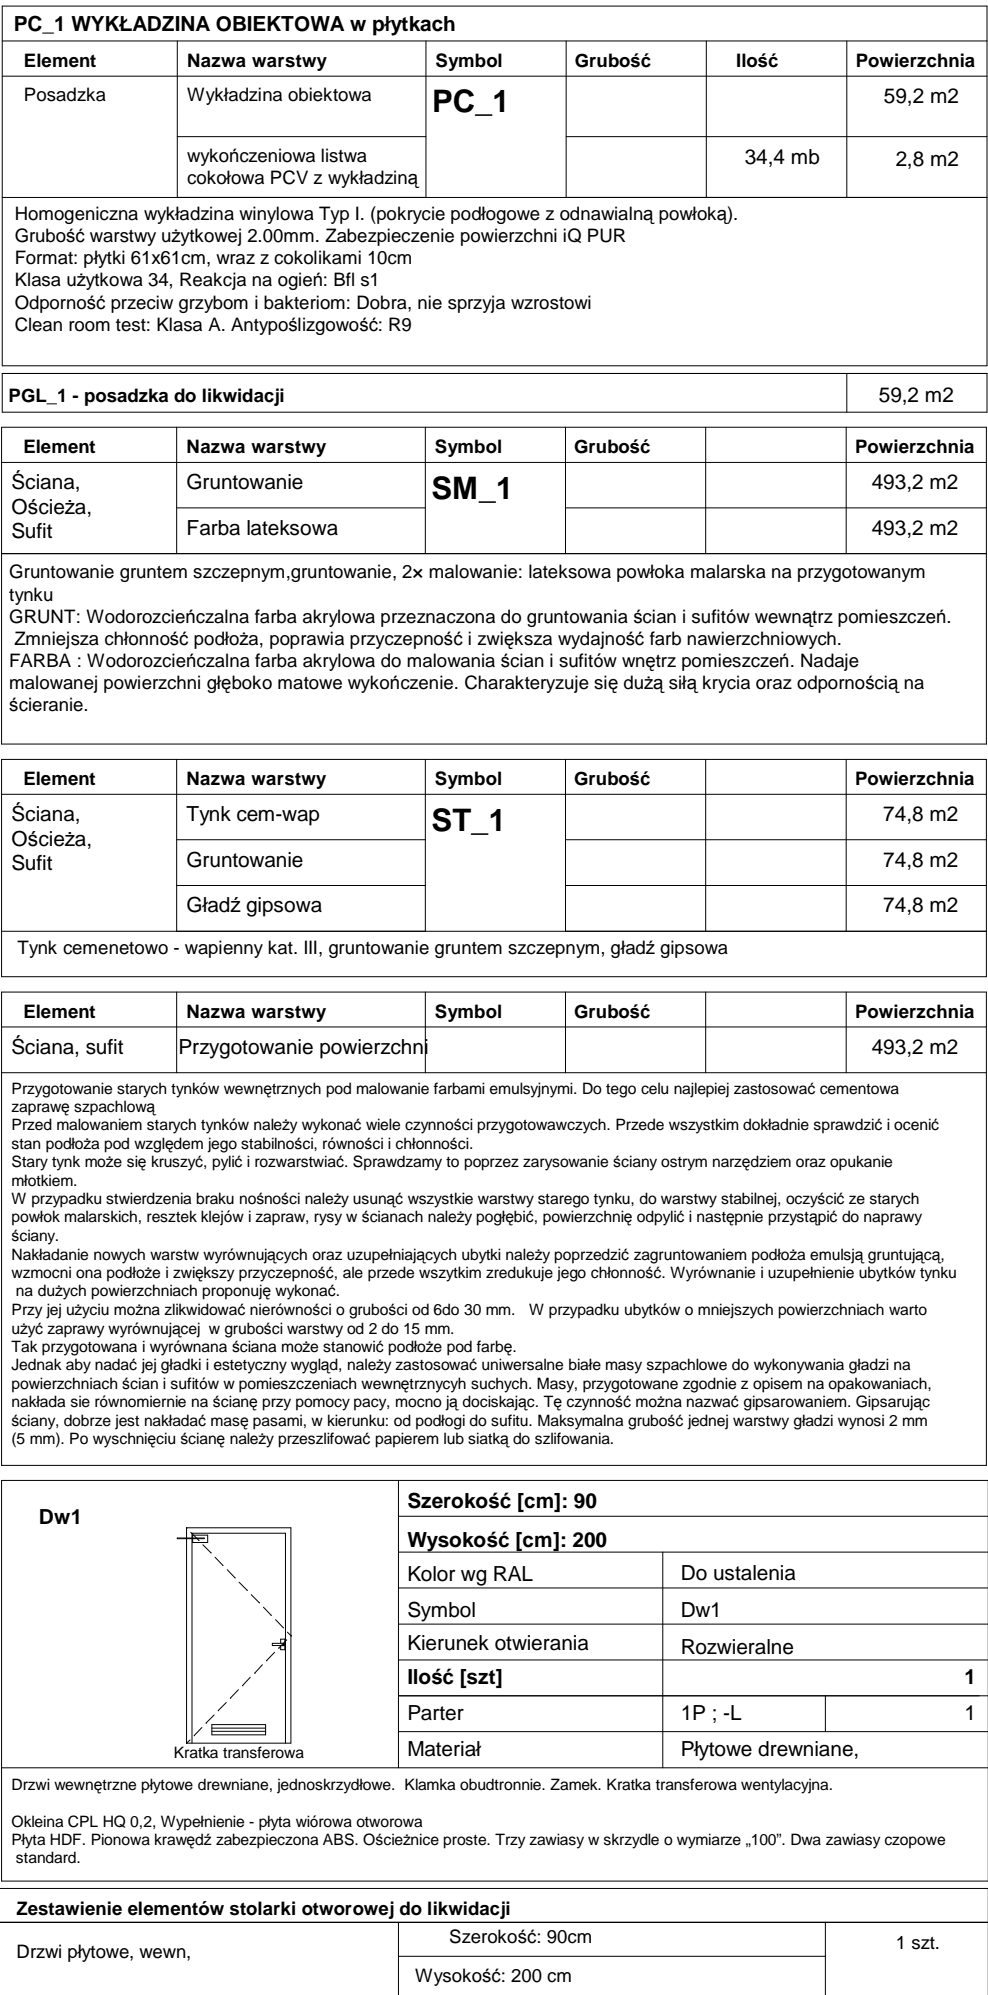 PC_1 WYKŁADZINA OBIEKTOWA w płytkach
Element Nazwa warstwy Symbol Grubość Ilość Powierzchnia
Posadzka Wykładzina obiektowa PC_1 59,2 m2
wykończeniowa listwa
cokołowa PCV z wykładziną 34,4 mb 2,8 m2
Homogeniczna wykładzina winylowa Typ I. (pokrycie podłogowe z odnawialną powłoką).
Grubość warstwy użytkowej 2.00mm. Zabezpieczenie powierzchni iQ PUR
Format: płytki 61x61cm, wraz z cokolikami 10cm
Klasa użytkowa 34, Reakcja na ogień: Bfl s1
Odporność przeciw grzybom i bakteriom: Dobra, nie sprzyja wzrostowi
Clean room test: Klasa A. Antypoślizgowość: R9
PGL_1 - posadzka do likwidacji 59,2 m2
Element Nazwa warstwy Symbol Grubość Powierzchnia
Ściana,
Ościeża,
Sufit
Gruntowanie SM_1 493,2 m2
Farba lateksowa 493,2 m2
Gruntowanie gruntem szczepnym,gruntowanie, 2× malowanie: lateksowa powłoka malarska na przygotowanym
tynku
GRUNT: Wodorozcieńczalna farba akrylowa przeznaczona do gruntowania ścian i sufitów wewnątrz pomieszczeń.
Zmniejsza chłonność podłoża, poprawia przyczepność i zwiększa wydajność farb nawierzchniowych.
FARBA : Wodorozcieńczalna farba akrylowa do malowania ścian i sufitów wnętrz pomieszczeń. Nadaje
malowanej powierzchni głęboko matowe wykończenie. Charakteryzuje się dużą siłą krycia oraz odpornością na
ścieranie.
Element Nazwa warstwy Symbol Grubość Powierzchnia
Ściana,
Ościeża,
Sufit
Tynk cem-wap ST_1 74,8 m2
Gruntowanie 74,8 m2
Gładź gipsowa 74,8 m2
Tynk cemenetowo - wapienny kat. III, gruntowanie gruntem szczepnym, gładź gipsowa
Element Nazwa warstwy Symbol Grubość Powierzchnia
Ściana, sufit Przygotowanie powierzchni 493,2 m2
Przygotowanie starych tynków wewnętrznych pod malowanie farbami emulsyjnymi. Do tego celu najlepiej zastosować cementowa
zaprawę szpachlową
Przed malowaniem starych tynków należy wykonać wiele czynności przygotowawczych. Przede wszystkim dokładnie sprawdzić i ocenić
stan podłoża pod względem jego stabilności, równości i chłonności.
Stary tynk może się kruszyć, pylić i rozwarstwiać. Sprawdzamy to poprzez zarysowanie ściany ostrym narzędziem oraz opukanie
młotkiem.
W przypadku stwierdzenia braku nośności należy usunąć wszystkie warstwy starego tynku, do warstwy stabilnej, oczyścić ze starych
powłok malarskich, resztek klejów i zapraw, rysy w ścianach należy pogłębić, powierzchnię odpylić i następnie przystąpić do naprawy
ściany.
Nakładanie nowych warstw wyrównujących oraz uzupełniających ubytki należy poprzedzić zagruntowaniem podłoża emulsją gruntującą,
wzmocni ona podłoże i zwiększy przyczepność, ale przede wszytkim zredukuje jego chłonność. Wyrównanie i uzupełnienie ubytków tynku
na dużych powierzchniach proponuję wykonać.
Przy jej użyciu można zlikwidować nierówności o grubości od 6do 30 mm. W przypadku ubytków o mniejszych powierzchniach warto
użyć zaprawy wyrównującej w grubości warstwy od 2 do 15 mm.
Tak przygotowana i wyrównana ściana może stanowić podłoże pod farbę.
Jednak aby nadać jej gładki i estetyczny wygląd, należy zastosować uniwersalne białe masy szpachlowe do wykonywania gładzi na
powierzchniach ścian i sufitów w pomieszczeniach wewnętrznycyh suchych. Masy, przygotowane zgodnie z opisem na opakowaniach,
nakłada sie równomiernie na ścianę przy pomocy pacy, mocno ją dociskając. Tę czynność można nazwać gipsarowaniem. Gipsarując
ściany, dobrze jest nakładać masę pasami, w kierunku: od podłogi do sufitu. Maksymalna grubość jednej warstwy gładzi wynosi 2 mm
(5 mm). Po wyschnięciu ścianę należy przeszlifować papierem lub siatką do szlifowania.
Dw1
Kratka transferowa
Szerokość [cm]: 90
Wysokość [cm]: 200
Kolor wg RAL Do ustalenia
Symbol Dw1
Kierunek otwierania Rozwieralne
Ilość [szt] 1
Parter 1P ; -L 1
Materiał Płytowe drewniane,
Drzwi wewnętrzne płytowe drewniane, jednoskrzydłowe. Klamka obudtronnie. Zamek. Kratka transferowa wentylacyjna.
Okleina CPL HQ 0,2, Wypełnienie - płyta wiórowa otworowa
Płyta HDF. Pionowa krawędź zabezpieczona ABS. Ościeżnice proste. Trzy zawiasy w skrzydle o wymiarze „100”. Dwa zawiasy czopowe
standard.
Zestawienie elementów stolarki otworowej do likwidacji
Drzwi płytowe, wewn, Szerokość: 90cm 1 szt.
Wysokość: 200 cm